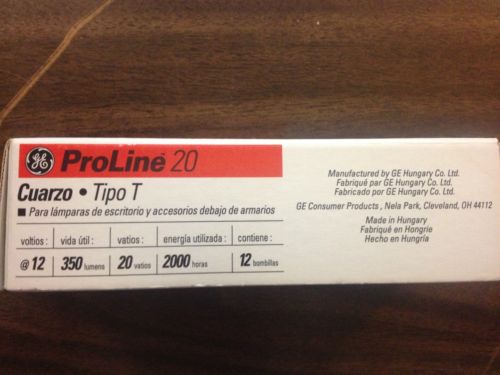 GE ProLine 20
Cuarzo • Tipo T
■ Para lámparas de escritorio y accesorios debajo de armarios
voltios : vida útil : vatios : energía utilizada : contiene :
@ 12 350 lumens 20 vatios 2000 horas 12 bombillas
Manufactured by GE Hungary Co. Ltd.
Fabriqué par GE Hungary Co. Ltd.
Fabricado por GE Hungary Co. Ltd.
GE Consumer Products, Nela Park, Cleveland, OH 44112
Made in Hungary
Fabriqué en Hongrie
Hecho en Hungria